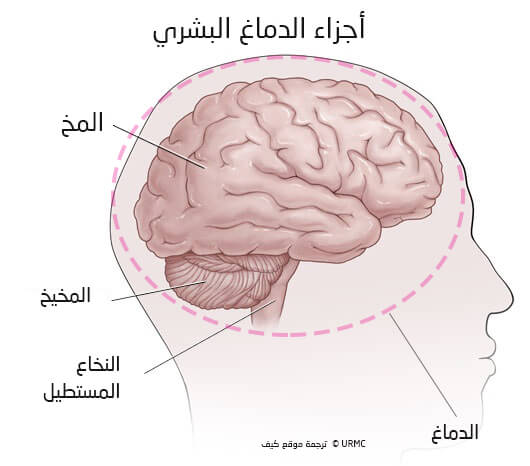 أجزاء الدماغ البشري
المخ
المخيخ
النخاع
المستطيل
الدماغ
ترجمة موقع كيف © URMC